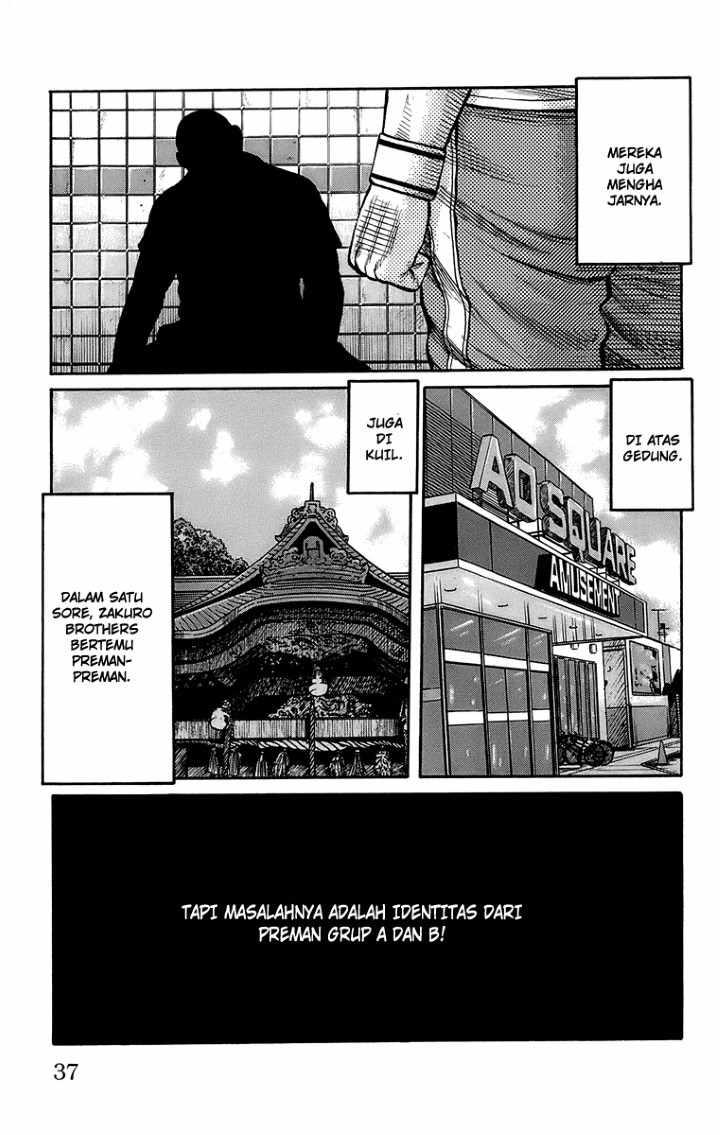 MEREKA
JUGA
MENGHA
JARNYA.
DI ATAS
GEDUNG.
AD SQUARE
AMUSEMENT
JUGA
DI
KUIL.
DALAM SATU
SORE, ZAKURO
BROTHERS
BERTEMU
PREMAN-
PREMAN.
TAPI MASALAHNYA ADALAH IDENTITAS DARI
PREMAN GRUP A DAN B!
37